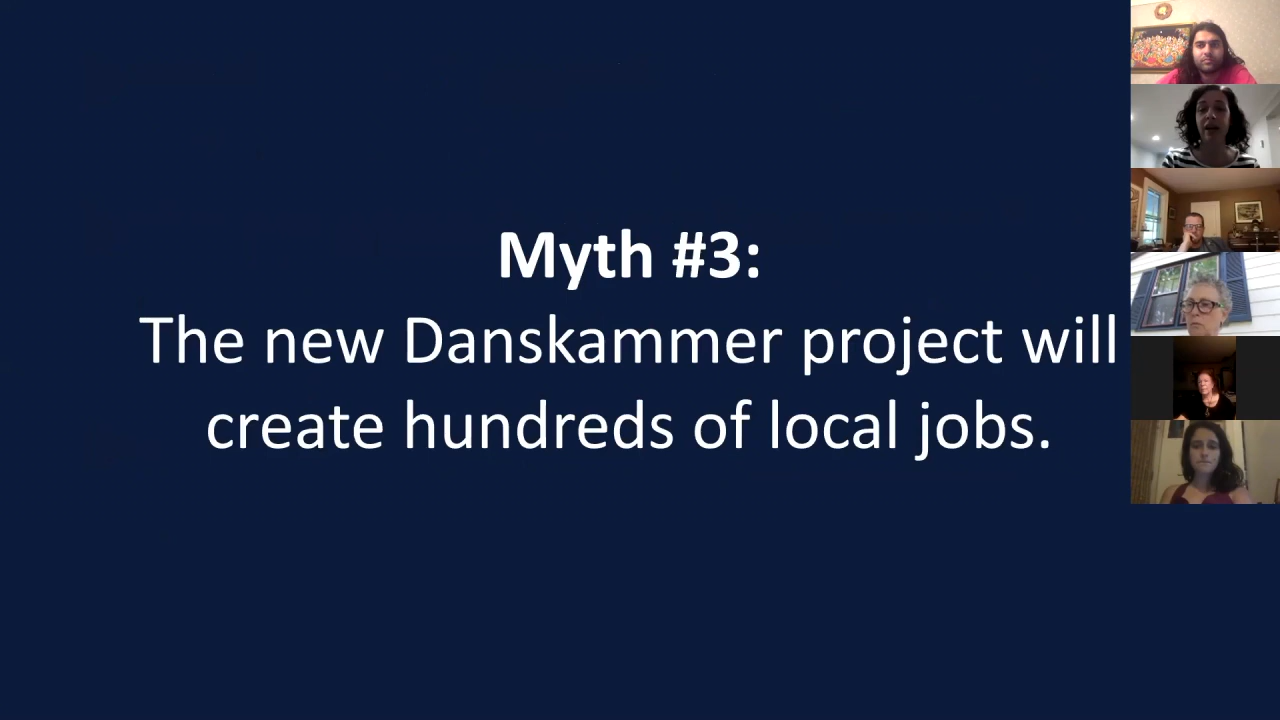 Myth #3:
The new Danskammer project will
create hundreds of local jobs.